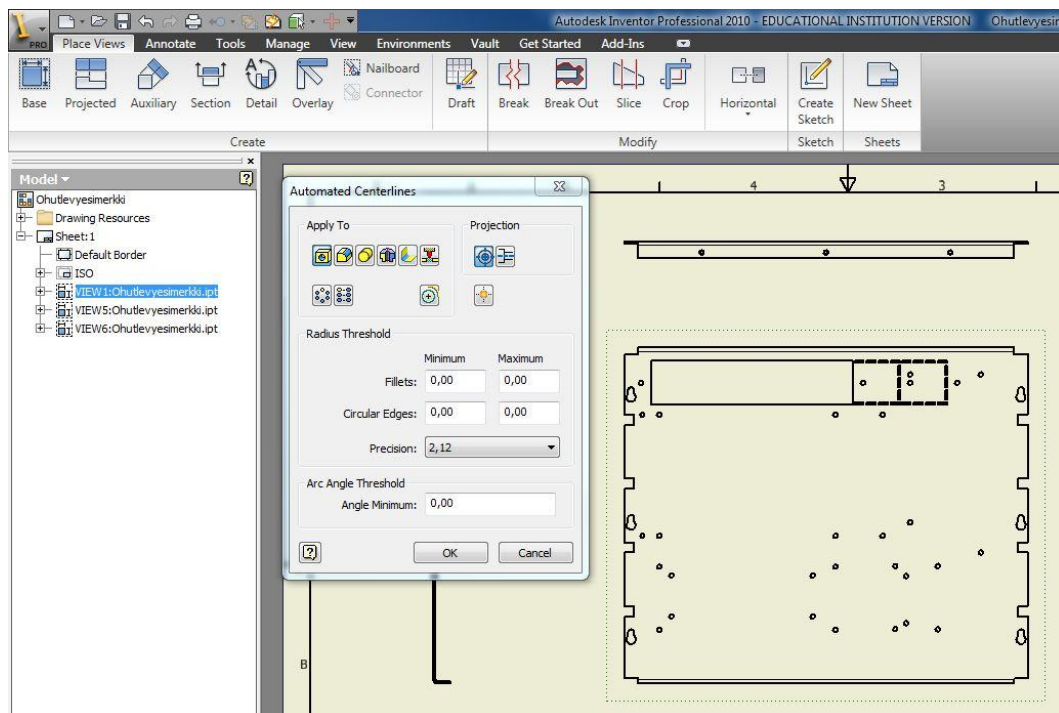 Autodesk Inventor Professional 2010 - EDUCATIONAL INSTITUTION VERSION Ohutlevyesim
PRO Place Views Annotate Tools Manage View Environments Vault Get Started Add-Ins
Nailboard
Connector
Base Projected Auxiliary Section Detail Overlay Draft Break Break Out Slice Crop Horizontal Create Sketch New Sheet
Create Modify Sketch Sheets
Model
Ohutlevyesimerkki
Drawing Resources
Sheet:1
Default Border
ISO
VIEW1:Ohutlevyesimerkki.ipt
VIEW5:Ohutlevyesimerkki.ipt
VIEW6:Ohutlevyesimerkki.ipt
Automated Centerlines
Apply To Projection
Radius Threshold
Minimum Maximum
Fillets: 0,00 0,00
Circular Edges: 0,00 0,00
Precision: 2,12
Arc Angle Threshold
Angle Minimum: 0,00
OK Cancel
4 3
B